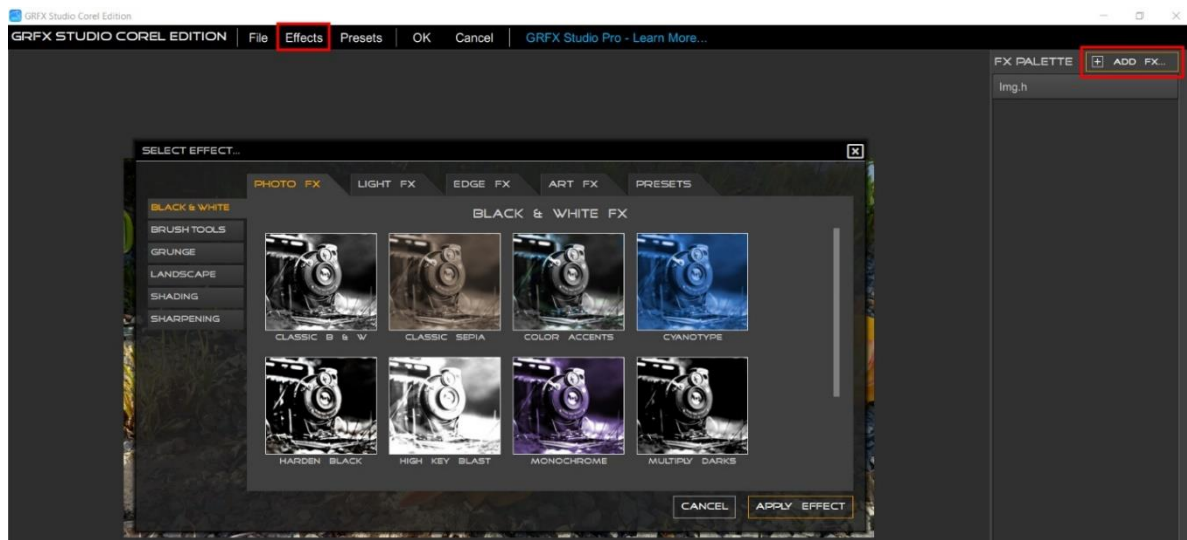 GRFX Studio Corel Edition
GRFX STUDIO COREL EDITION File Effects Presets OK Cancel GRFX Studio Pro - Learn More...
FX PALETTE + ADD FX...
Img.h
SELECT EFFECT...
PHOTO FX LIGHT FX EDGE FX ART FX PRESETS
BLACK & WHITE
BRUSH TOOLS
GRUNGE
LANDSCAPE
SHADING
SHARPENING
BLACK & WHITE FX
CLASSIC B & W CLASSIC SEPIA COLOR ACCENTS CYANOTYPE
HARDEN BLACK HIGH KEY BLAST MONOCHROME MULTIPLY DARKS
CANCEL APPLY EFFECT